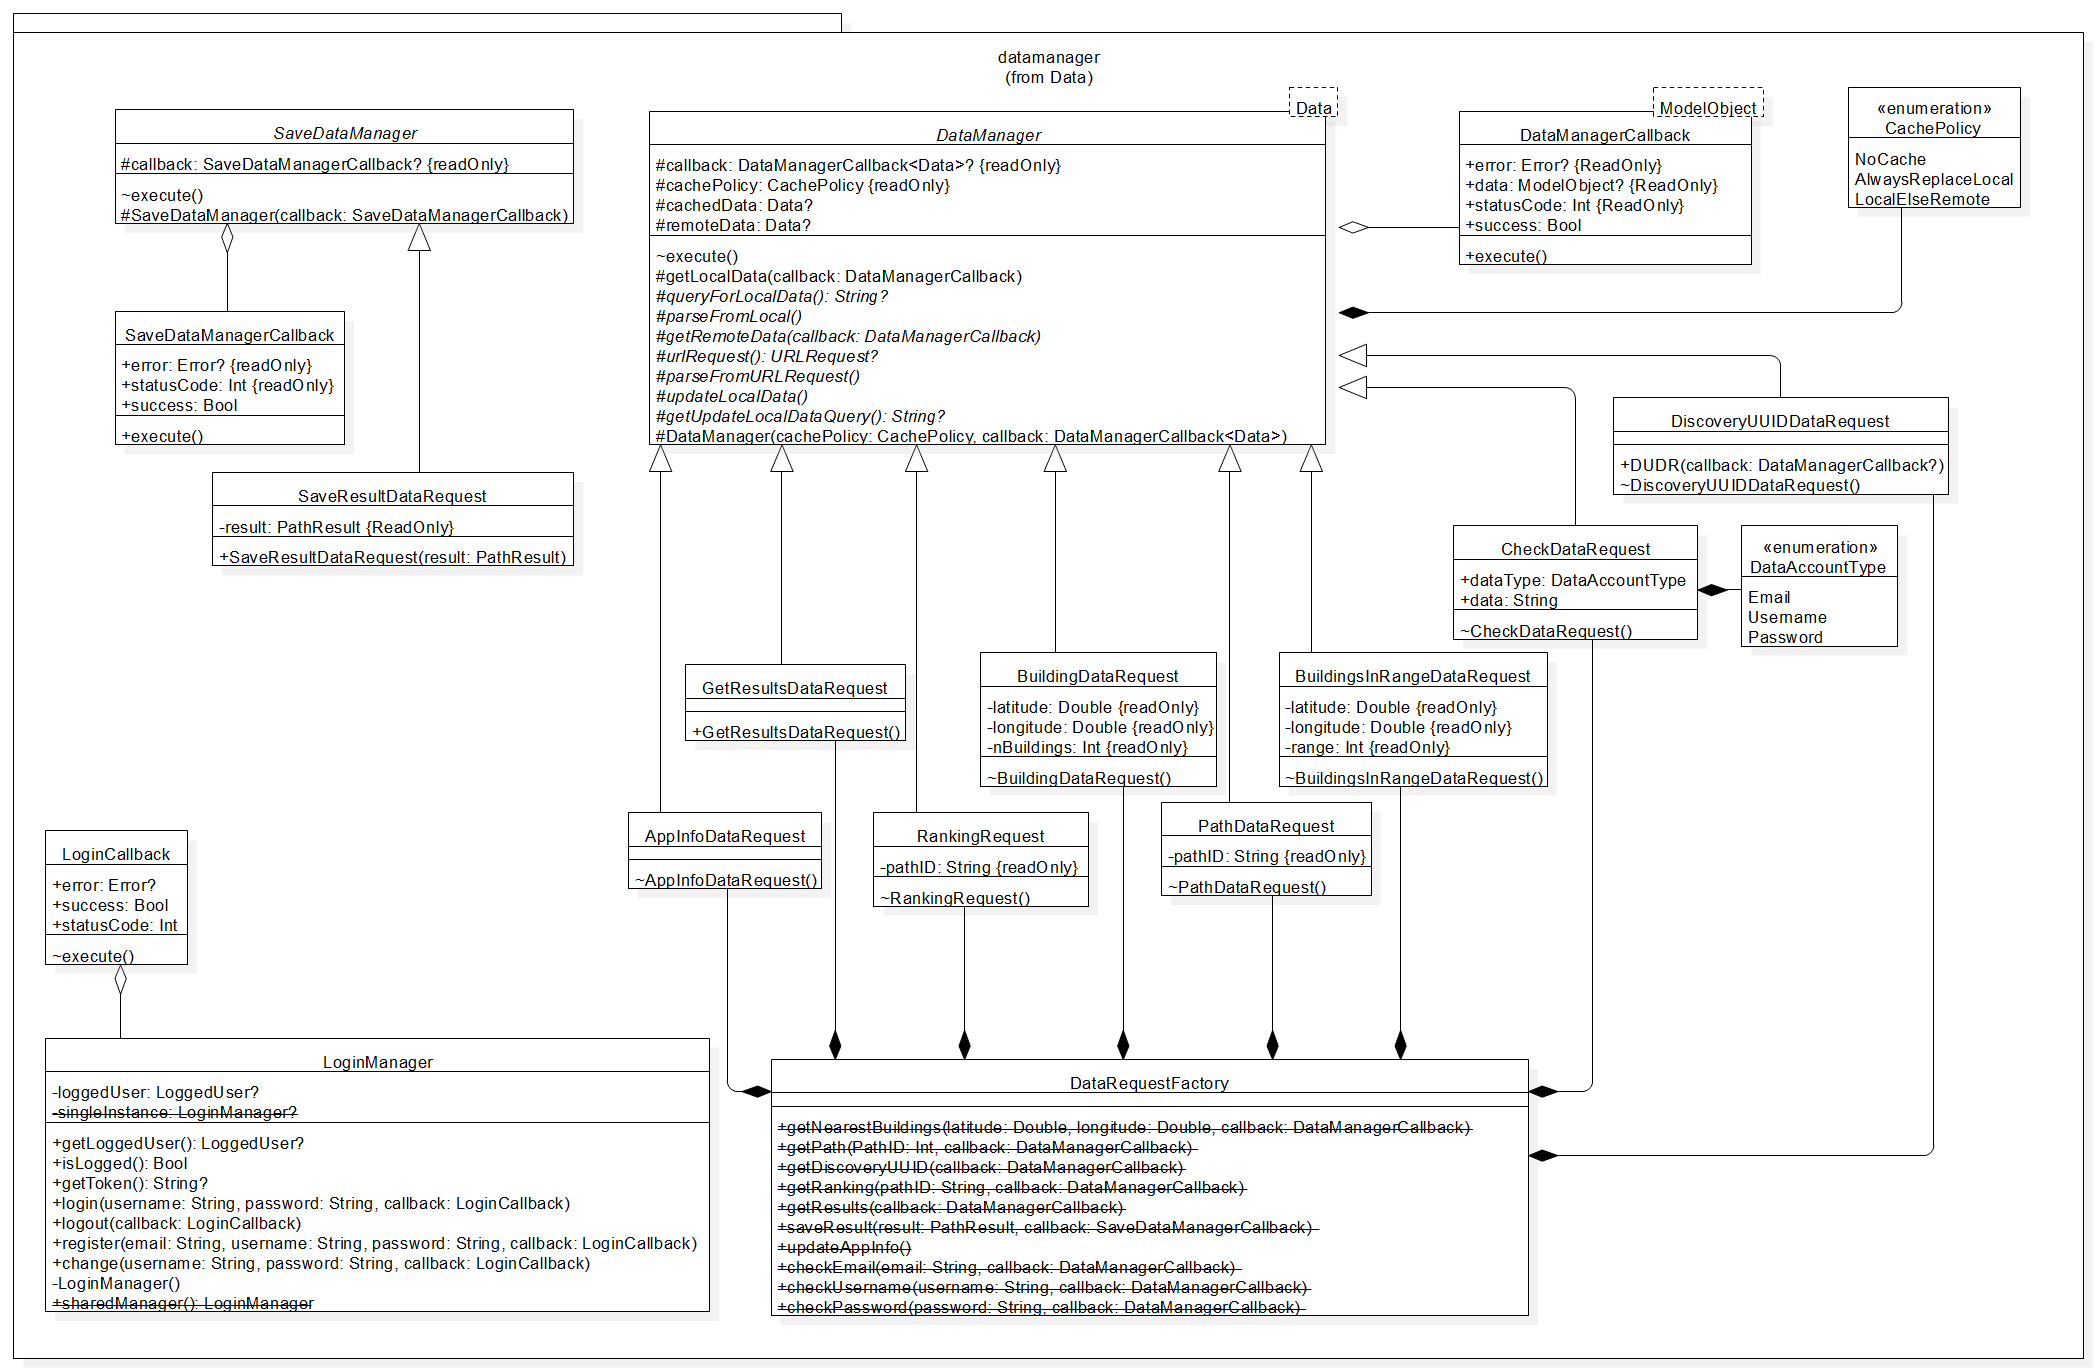 datamanager
(from Data)
SaveDataManager
#callback: SaveDataManagerCallback? {readOnly}
~execute()
#SaveDataManager(callback: SaveDataManagerCallback)
SaveDataManagerCallback
+error: Error? {readOnly}
+statusCode: Int {readOnly}
+success: Bool
+execute()
SaveResultDataRequest
-result: PathResult {ReadOnly}
+SaveResultDataRequest(result: PathResult)
Data
DataManager
#callback: DataManagerCallback<Data>? {readOnly}
#cachePolicy: CachePolicy {readOnly}
#cachedData: Data?
#remoteData: Data?
~execute()
#getLocalData(callback: DataManagerCallback)
#queryForLocalData(): String?
#parseFromLocal()
#getRemoteData(callback: DataManagerCallback)
#urlRequest(): URLRequest?
#parseFromURLRequest()
#updateLocalData()
#getUpdateLocalDataQuery(): String?
#DataManager(cachePolicy: CachePolicy, callback: DataManagerCallback<Data>)
ModelObject
DataManagerCallback
+error: Error? {ReadOnly}
+data: ModelObject? {ReadOnly}
+statusCode: Int {ReadOnly}
+success: Bool
+execute()
«enumeration»
CachePolicy
NoCache
AlwaysReplaceLocal
LocalElseRemote
DiscoveryUUIDDataRequest
+DUDR(callback: DataManagerCallback?)
~DiscoveryUUIDDataRequest()
CheckDataRequest
+dataType: DataAccountType
+data: String
~CheckDataRequest()
«enumeration»
DataAccountType
Email
Username
Password
GetResultsDataRequest
+GetResultsDataRequest()
BuildingDataRequest
-latitude: Double {readOnly}
-longitude: Double {readOnly}
-nBuildings: Int {readOnly}
~BuildingDataRequest()
BuildingsInRangeDataRequest
-latitude: Double {readOnly}
-longitude: Double {readOnly}
-range: Int {readOnly}
~BuildingsInRangeDataRequest()
AppInfoDataRequest
~AppInfoDataRequest()
RankingRequest
-pathID: String {readOnly}
~RankingRequest()
PathDataRequest
-pathID: String {readOnly}
~PathDataRequest()
LoginCallback
+error: Error?
+success: Bool
+statusCode: Int
~execute()
LoginManager
-loggedUser: LoggedUser?
-singleInstance: LoginManager?
+getLoggedUser(): LoggedUser?
+isLogged(): Bool
+getToken(): String?
+login(username: String, password: String, callback: LoginCallback)
+logout(callback: LoginCallback)
+register(email: String, username: String, password: String, callback: LoginCallback)
+change(username: String, password: String, callback: LoginCallback)
-LoginManager()
+sharedManager(): LoginManager
DataRequestFactory
+getNearestBuildings(latitude: Double, longitude: Double, callback: DataManagerCallback)
+getPath(PathID: Int, callback: DataManagerCallback)
+getDiscoveryUUID(callback: DataManagerCallback)
+getRanking(pathID: String, callback: DataManagerCallback)
+getResults(callback: DataManagerCallback)
+saveResult(result: PathResult, callback: SaveDataManagerCallback)
+updateAppInfo()
+checkEmail(email: String, callback: DataManagerCallback)
+checkUsername(username: String, callback: DataManagerCallback)
+checkPassword(password: String, callback: DataManagerCallback)